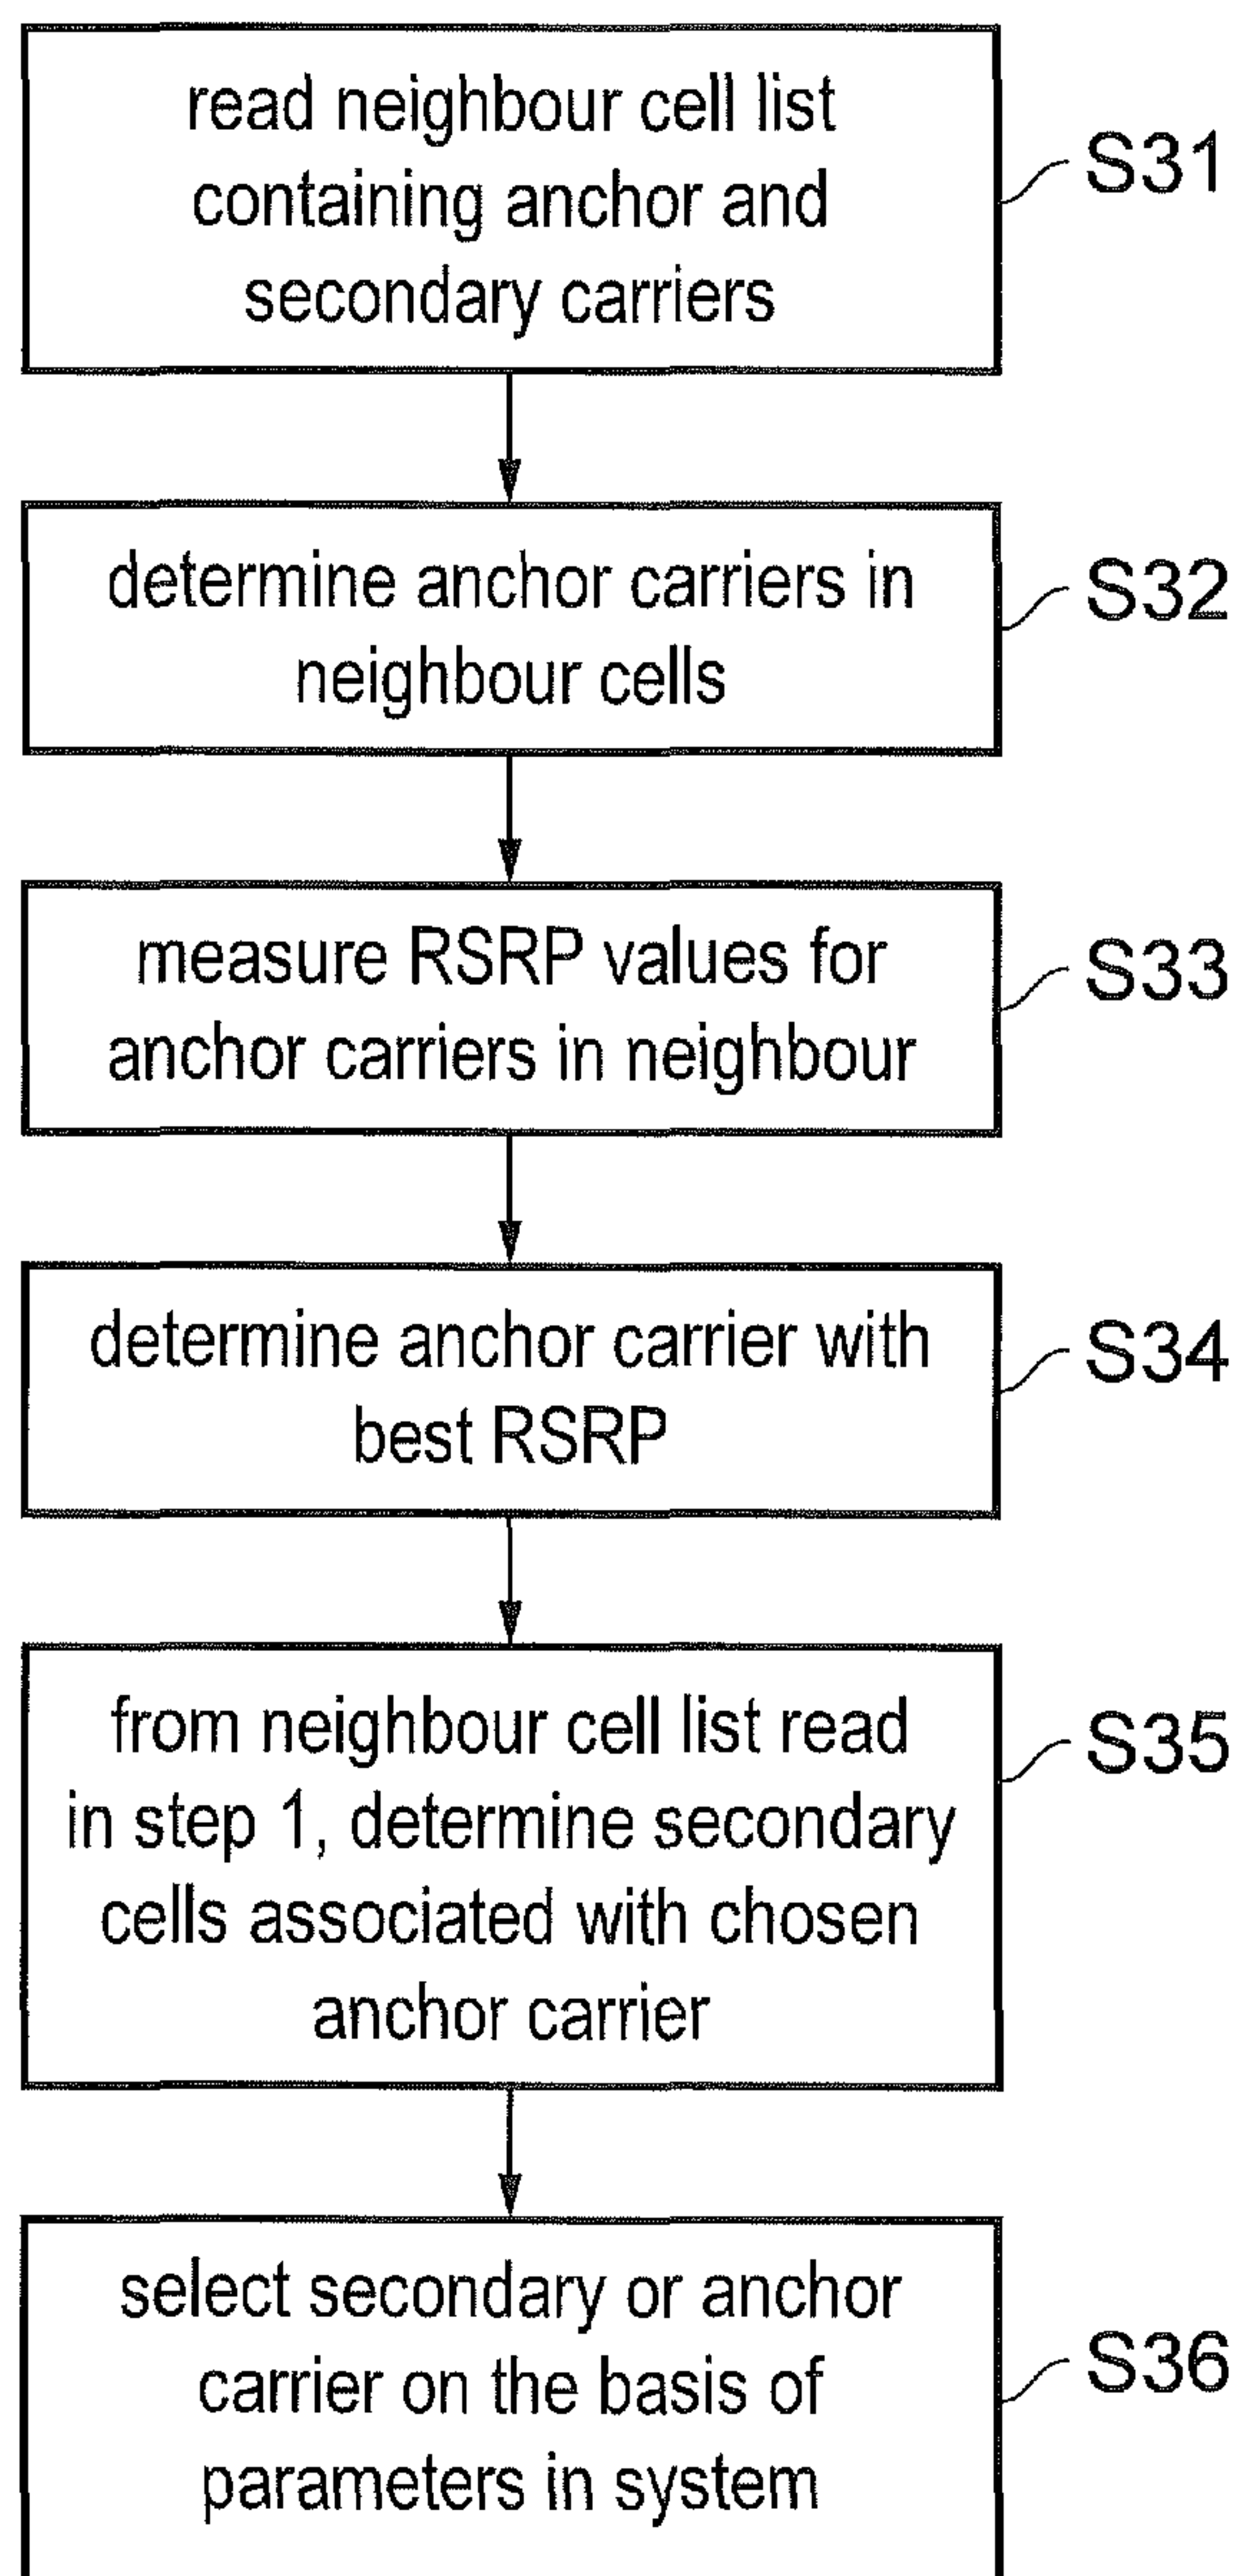 read neighbour cell list
containing anchor and
secondary carriers
S31
determine anchor carriers in
neighbour cells
S32
measure RSRP values for
anchor carriers in neighbour
S33
determine anchor carrier with
best RSRP
S34
from neighbour cell list read
in step 1, determine secondary
cells associated with chosen
anchor carrier
S35
select secondary or anchor
carrier on the basis of
parameters in system
S36